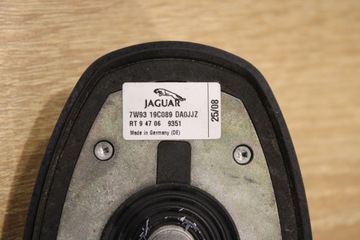 JAGUAR
7W93 19C089 DA0JJZ
RT 9 47 06 9351
Made in Germany (DE)
25/08